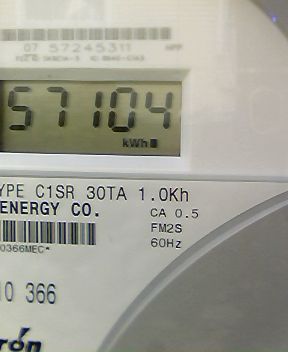 07 57245311
57104
kWh
YPE C1SR 30TA 1.0Kh
ENERGY CO.
CA 0.5
FM2S
60Hz
0366MEC*
10 366
rón